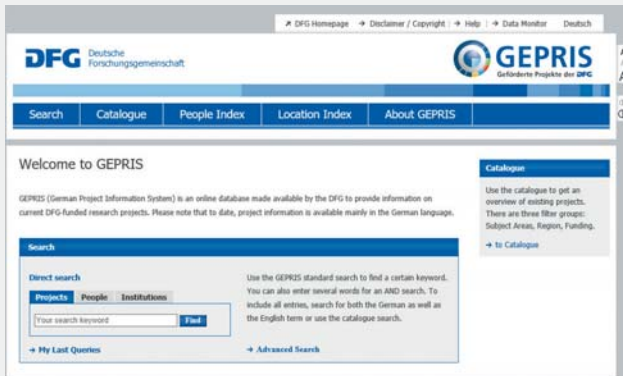 DFG Homepage
Disclaimer / Copyright
Help
Data Monitor
Deutsch
DFG
Deutsche
Forschungsgemeinschaft
GEPRIS
Geförderte Projekte der DFG
Search
Catalogue
People Index
Location Index
About GEPRIS
Welcome to GEPRIS
GEPRIS (German Project Information System) is an online database made available by the DFG to provide information on
current DFG-funded research projects. Please note that to date, project information is available mainly in the German language.
Search
Direct search
Projects
People
Institutions
Your search keyword
Find
→ My Last Queries
Use the GEPRIS standard search to find a certain keyword.
You can also enter several words for an AND search. To
include all entries, search for both the German as well as
the English term or use the catalogue search.
→ Advanced Search
Catalogue
Use the catalogue to get an
overview of existing projects.
There are three filter groups:
Subject Areas, Region, Funding.
→ to Catalogue